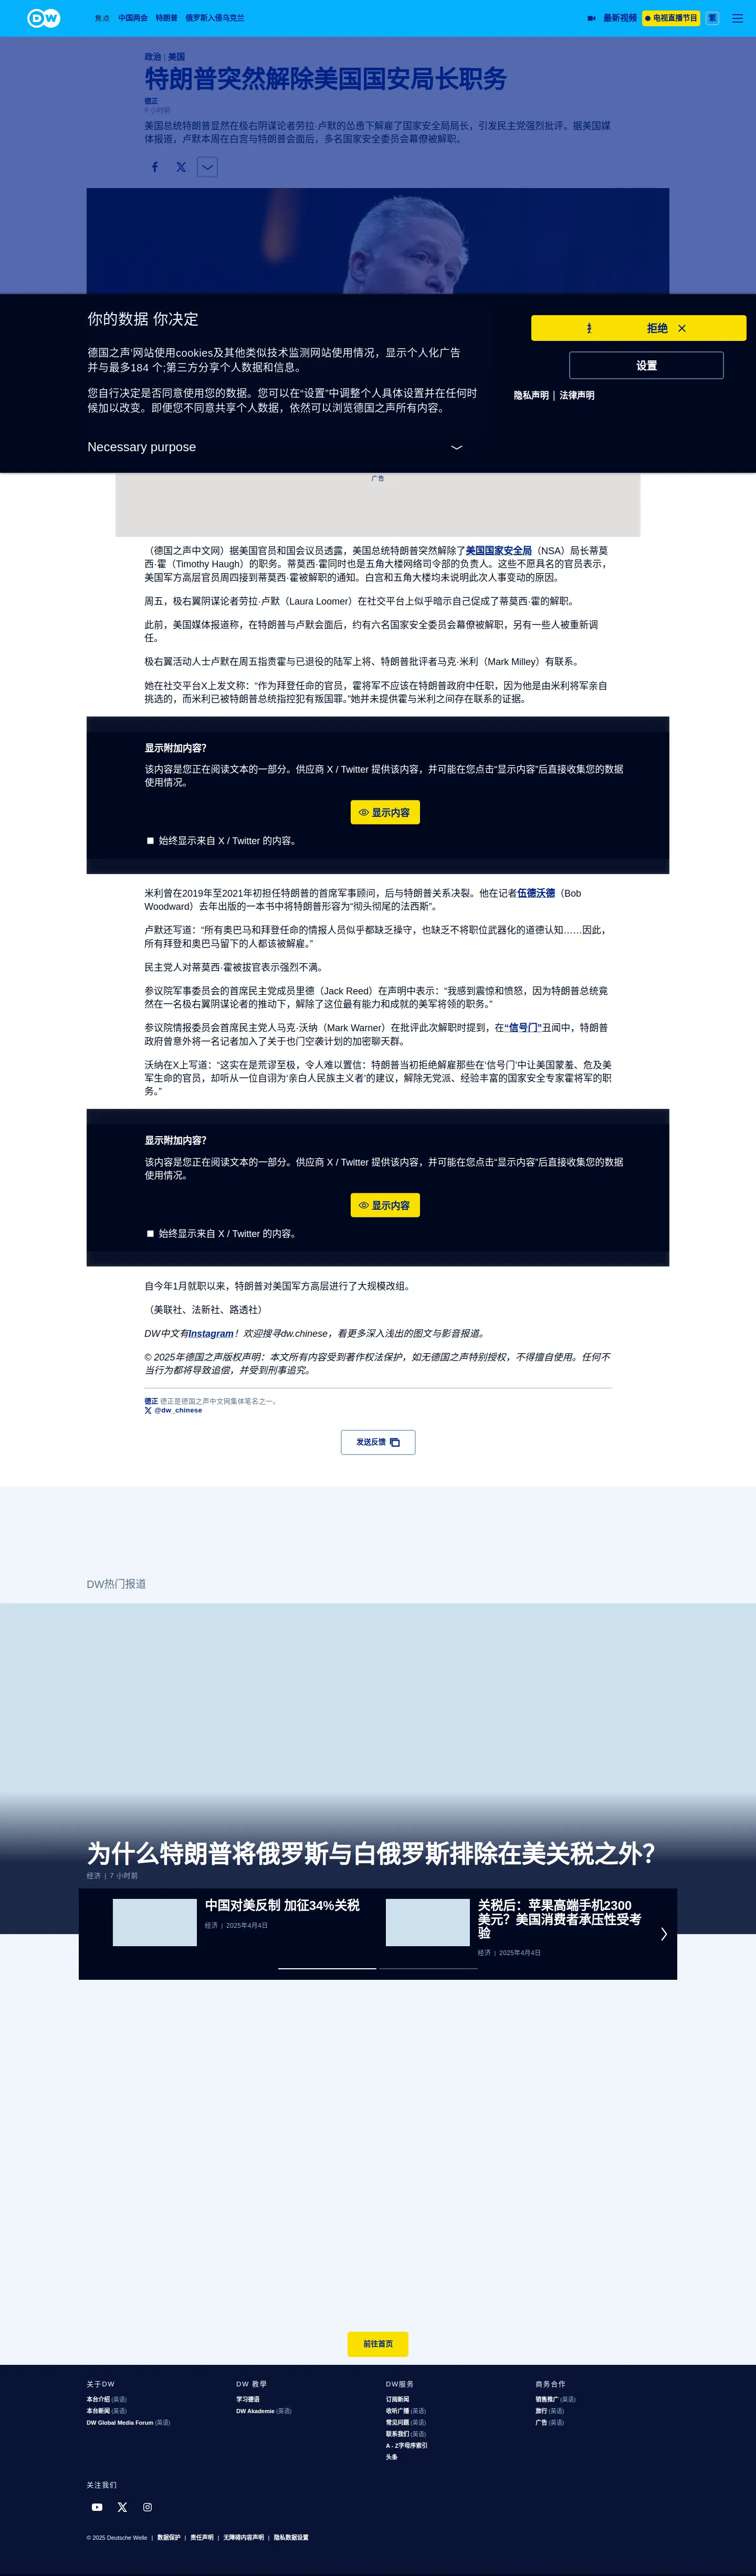 DW
焦点 中国两会 特朗普 俄罗斯入侵乌克兰
最新视频 电视直播节目 繁
政治 | 美国
特朗普突然解除美国国安局长职务
德正
8 小时前
美国总统特朗普显然在极右阴谋论者劳拉·卢默的怂恿下解雇了国家安全局局长，引发民主党强烈批评。据美国媒
体报道，卢默本周在白宫与特朗普会面后，多名国家安全委员会幕僚被解职。
你的数据 你决定
德国之声'网站使用cookies及其他类似技术监测网站使用情况，显示个人化广告
并与最多184 个;第三方分享个人数据和信息。
您自行决定是否同意使用您的数据。您可以在“设置”中调整个人具体设置并在任何时
候加以改变。即便您不同意共享个人数据，依然可以浏览德国之声所有内容。
Necessary purpose
拒绝
设置
隐私声明 | 法律声明
广告
（德国之声中文网）据美国官员和国会议员透露，美国总统特朗普突然解除了美国国家安全局（NSA）局长蒂莫
西·霍（Timothy Haugh）的职务。蒂莫西·霍同时也是五角大楼网络司令部的负责人。这些不愿具名的官员表示，
美国军方高层官员周四接到蒂莫西·霍被解职的通知。白宫和五角大楼均未说明此次人事变动的原因。
周五，极右翼阴谋论者劳拉·卢默（Laura Loomer）在社交平台上似乎暗示自己促成了蒂莫西·霍的解职。
此前，美国媒体报道称，在特朗普与卢默会面后，约有六名国家安全委员会幕僚被解职，另有一些人被重新调
任。
极右翼活动人士卢默在周五指责霍与已退役的陆军上将、特朗普批评者马克·米利（Mark Milley）有联系。
她在社交平台X上发文称：“作为拜登任命的官员，霍将军不应该在特朗普政府中任职，因为他是由米利将军亲自
挑选的，而米利已被特朗普总统指控犯有叛国罪。”她并未提供霍与米利之间存在联系的证据。
显示附加内容？
该内容是您正在阅读文本的一部分。供应商 X / Twitter 提供该内容，并可能在您点击“显示内容”后直接收集您的数据
使用情况。
显示内容
始终显示来自 X / Twitter 的内容。
米利曾在2019年至2021年初担任特朗普的首席军事顾问，后与特朗普关系决裂。他在记者伍德沃德（Bob
Woodward）去年出版的一本书中将特朗普形容为“彻头彻尾的法西斯”。
卢默还写道：“所有奥巴马和拜登任命的情报人员似乎都缺乏操守，也缺乏不将职位武器化的道德认知……因此，
所有拜登和奥巴马留下的人都该被解雇。”
民主党人对蒂莫西·霍被拔官表示强烈不满。
参议院军事委员会的首席民主党成员里德（Jack Reed）在声明中表示：“我感到震惊和愤怒，因为特朗普总统竟
然在一名极右翼阴谋论者的推动下，解除了这位最有能力和成就的美军将领的职务。”
参议院情报委员会首席民主党人马克·沃纳（Mark Warner）在批评此次解职时提到，在“信号门”丑闻中，特朗普
政府曾意外将一名记者加入了关于也门空袭计划的加密聊天群。
沃纳在X上写道：“这实在是荒谬至极，令人难以置信：特朗普当初拒绝解雇那些在‘信号门’中让美国蒙羞、危及美
军生命的官员，却听从一位自诩为‘亲白人民族主义者’的建议，解除无党派、经验丰富的国家安全专家霍将军的职
务。”
显示附加内容？
该内容是您正在阅读文本的一部分。供应商 X / Twitter 提供该内容，并可能在您点击“显示内容”后直接收集您的数据
使用情况。
显示内容
始终显示来自 X / Twitter 的内容。
自今年1月就职以来，特朗普对美国军方高层进行了大规模改组。
（美联社、法新社、路透社）
DW中文有Instagram！欢迎搜寻dw.chinese，看更多深入浅出的图文与影音报道。
© 2025年德国之声版权声明：本文所有内容受到著作权法保护，如无德国之声特别授权，不得擅自使用。任何不
当行为都将导致追偿，并受到刑事追究。
德正 德正是德国之声中文网集体笔名之一。
@dw_chinese
发送反馈
DW热门报道
为什么特朗普将俄罗斯与白俄罗斯排除在美关税之外？
经济 | 7 小时前
中国对美反制 加征34%关税
经济 | 2025年4月4日
关税后：苹果高端手机2300
美元？美国消费者承压性受考
验
经济 | 2025年4月4日
前往首页
关于DW DW 教學 DW服务 商务合作
本台介绍 (英语) 学习德语 订阅新闻 销售推广 (英语)
本台新闻 (英语) DW Akademie (英语) 收听广播 (英语) 旅行 (英语)
DW Global Media Forum (英语) 常见问题 (英语) 广告 (英语)
联系我们 (英语)
A - Z字母序索引
头条
关注我们
© 2025 Deutsche Welle | 数据保护 | 责任声明 | 无障碍内容声明 | 隐私数据设置